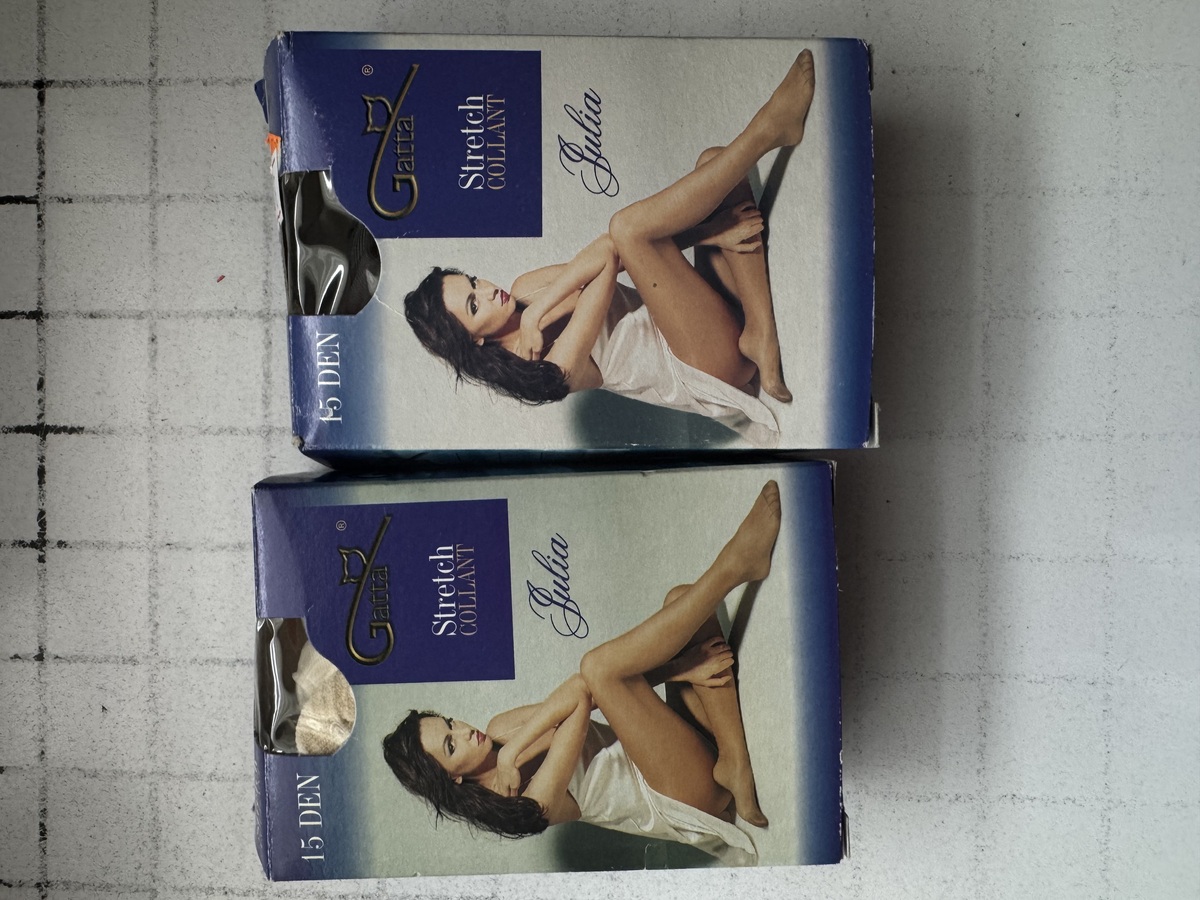 Gatta®
Stretch
COLLANT
Julia
15 DEN
Gatta®
Stretch
COLLANT
Julia
15 DEN